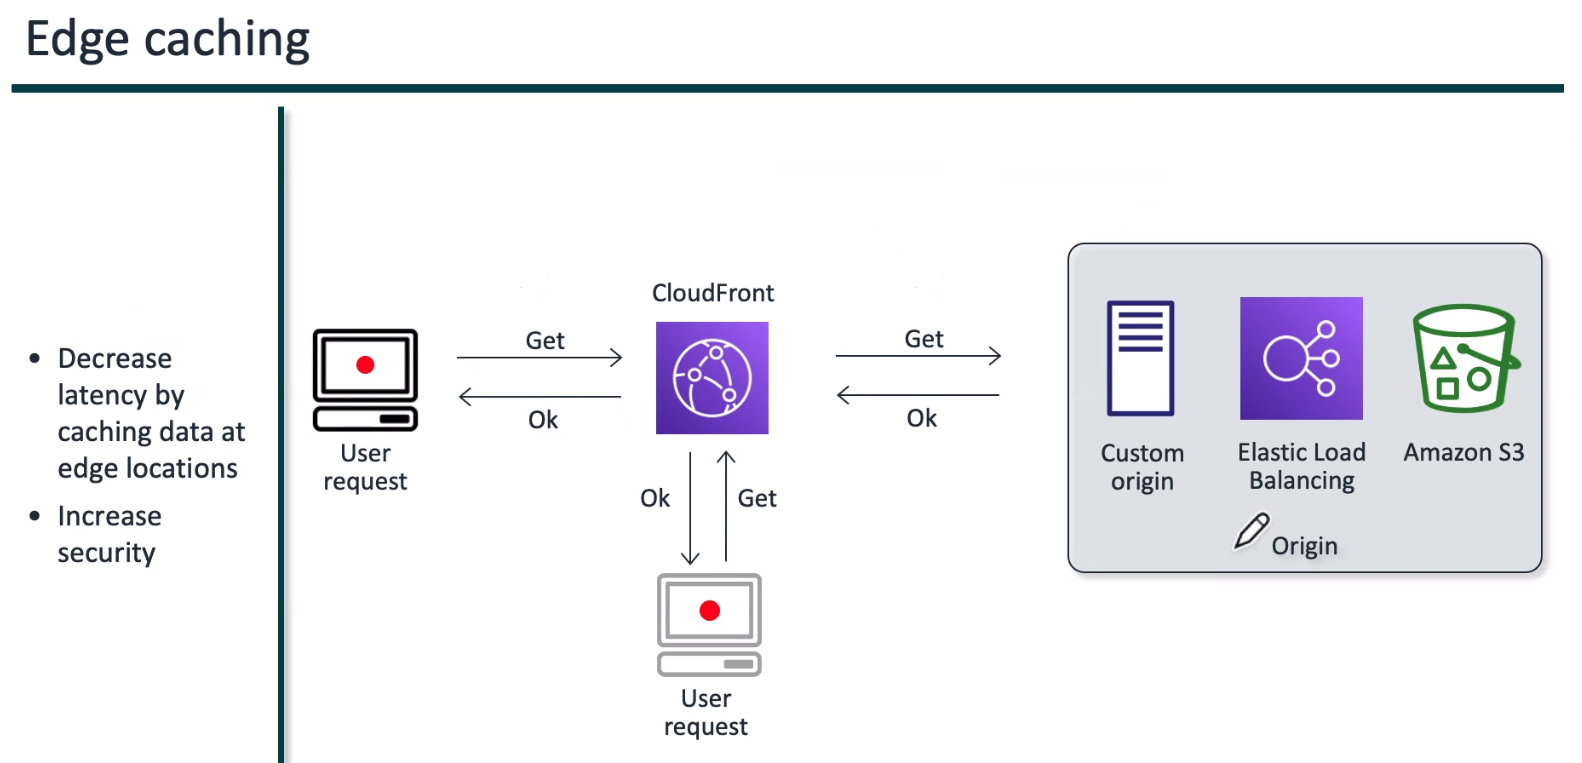 Edge caching
• Decrease
latency by
caching data at
edge locations
• Increase
security
User
request
Get
Ok
CloudFront
Get
Ok
Ok
Get
User
request
Custom
origin
Elastic Load
Balancing
Amazon S3
Origin